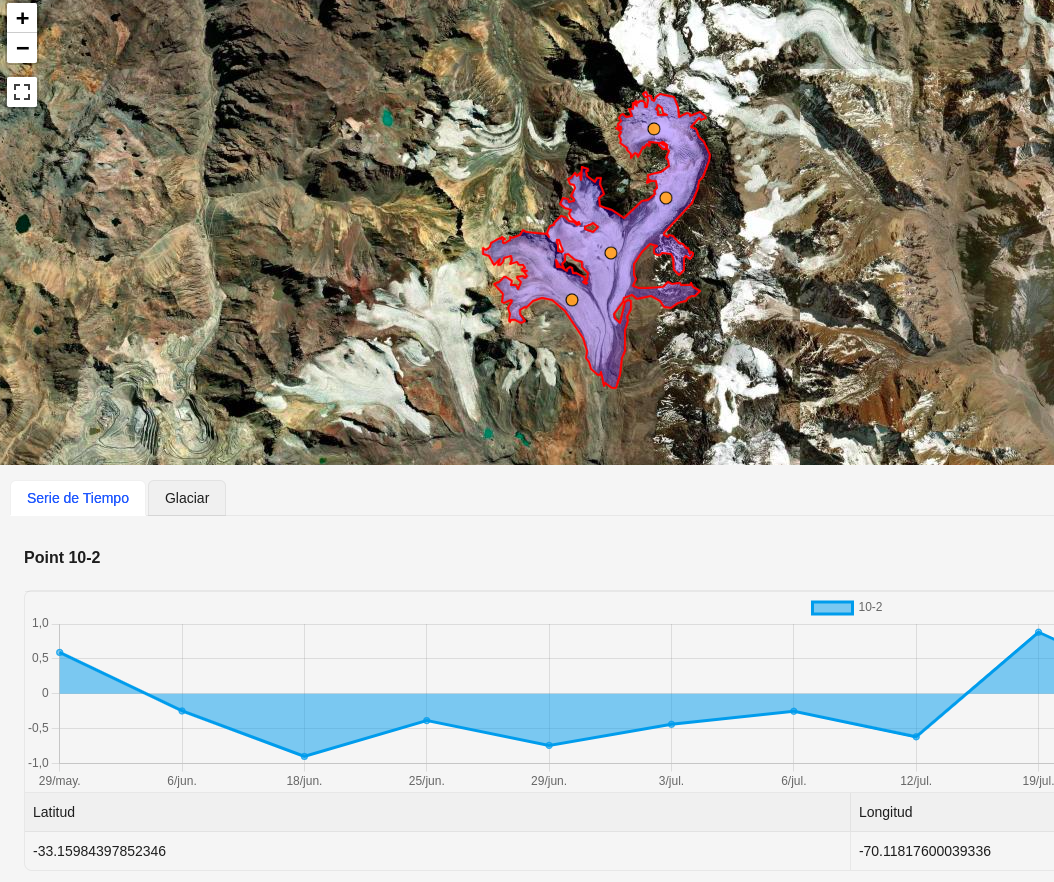 +
−
Serie de Tiempo Glaciar
Point 10-2
10-2
1,0
0,5
0
-0,5
-1,0
29/may. 6/jun. 18/jun. 25/jun. 29/jun. 3/jul. 6/jul. 12/jul. 19/jul.
Latitud Longitud
-33.15984397852346 -70.11817600039336